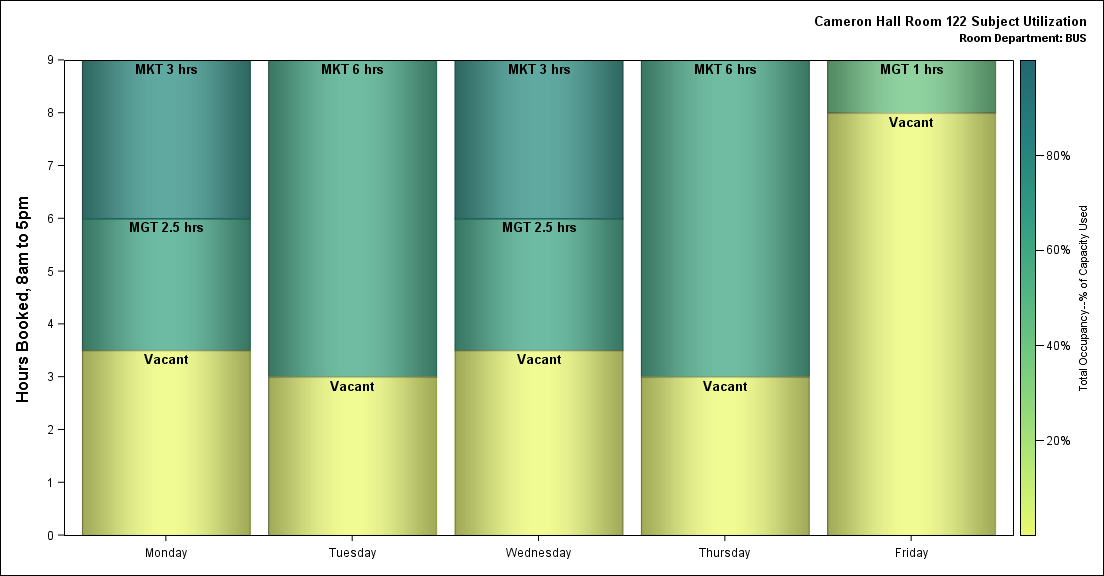 Cameron Hall Room 122 Subject Utilization
Room Department: BUS
Hours Booked, 8am to 5pm
9
8
7
6
5
4
3
2
1
0
MKT 3 hrs
MGT 2.5 hrs
Vacant
MKT 6 hrs
Vacant
MKT 3 hrs
MGT 2.5 hrs
Vacant
MKT 6 hrs
Vacant
MGT 1 hrs
Vacant
Monday
Tuesday
Wednesday
Thursday
Friday
80%
60%
40%
20%
Total Occupancy--% of Capacity Used